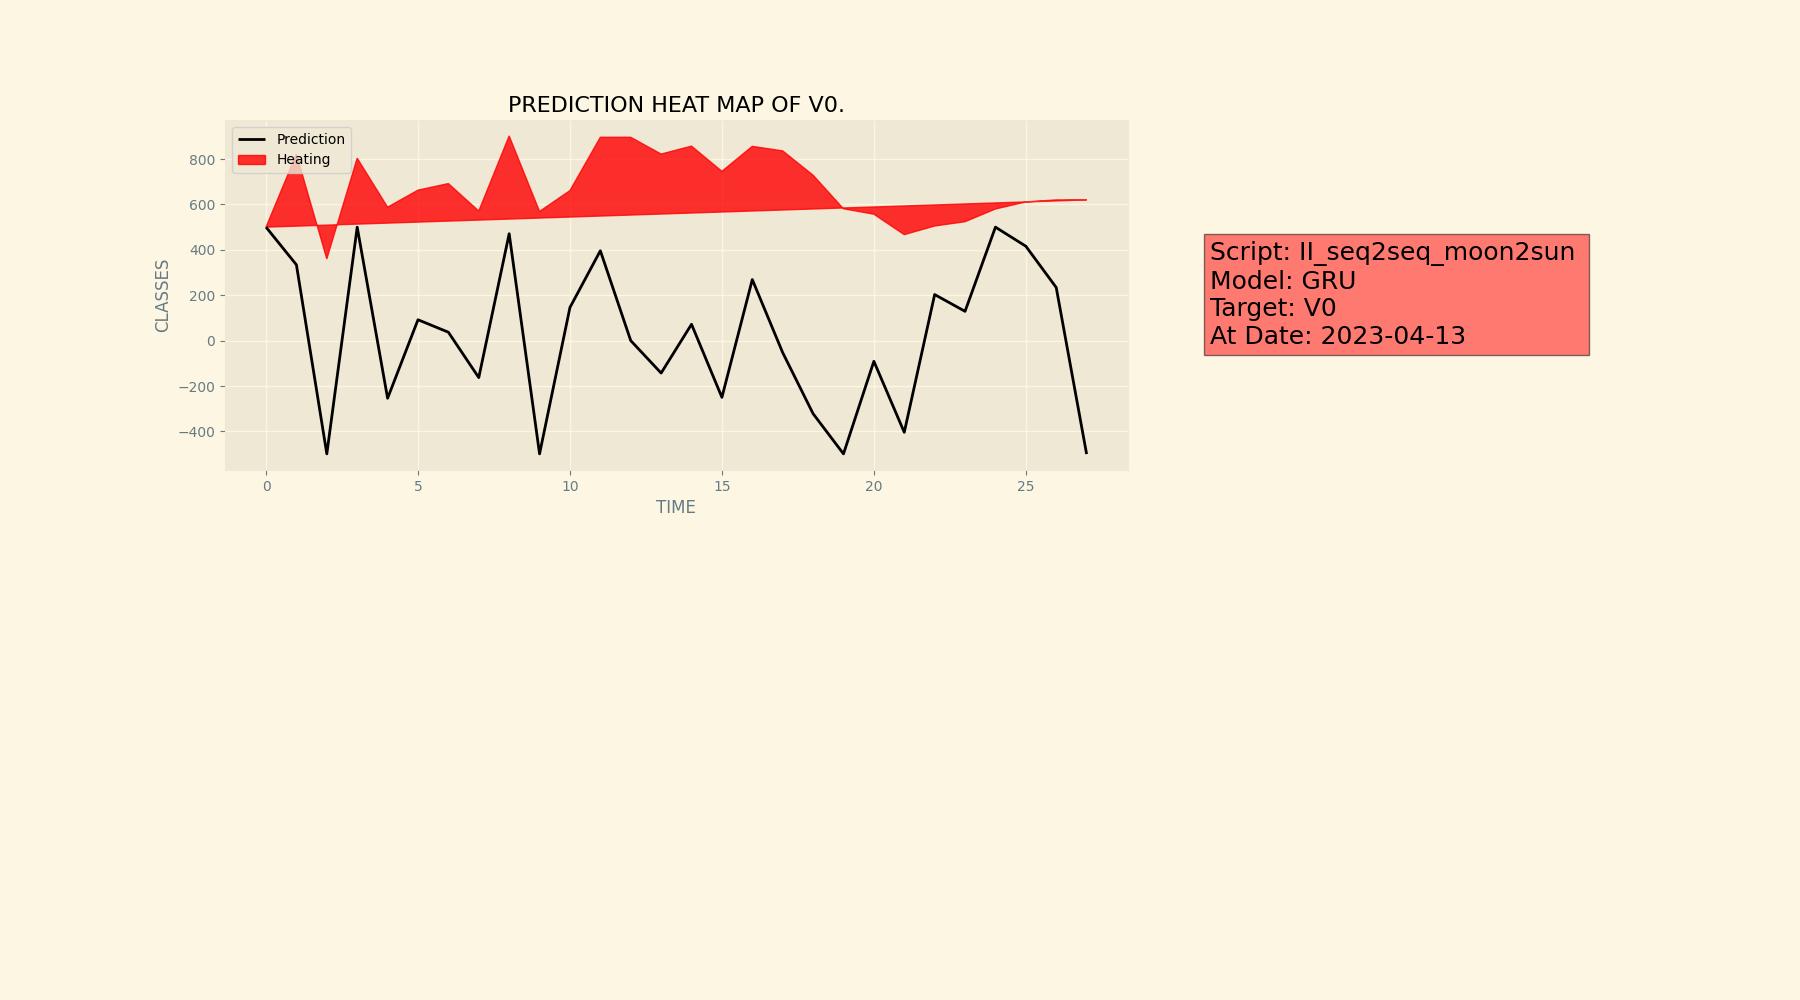 PREDICTION HEAT MAP OF V0.
Prediction
Heating
800
600
400
200
0
−200
−400
CLASSES
0 5 10 15 20 25
TIME
Script: II_seq2seq_moon2sun
Model: GRU
Target: V0
At Date: 2023-04-13